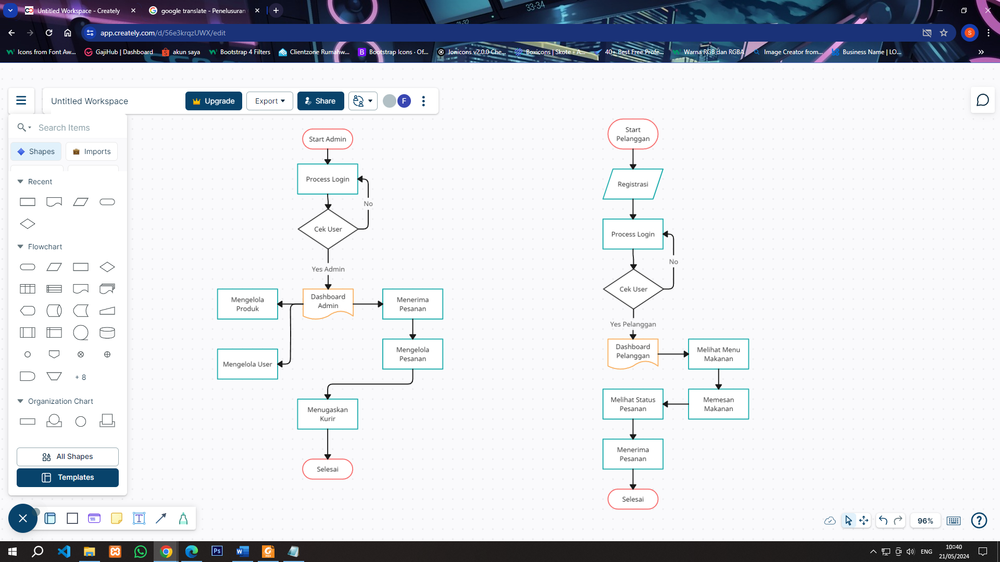 Untitled Workspace - Creately
google translate - Penelusuran
33-34
app.creately.com/d/56e3krqzUWX/edit
Icons from Font Aw...
GajiHub | Dashboard
akun saya
Bootstrap 4 Filters
Clientzone Rumahw...
Bootstrap Icons · Of...
Ionicons v2.0.0 Che...
Boxicons | Skote - A...
40+ Best Free Profe...
Warna RGB dan RGBA
Image Creator from...
Business Name | LO...
Untitled Workspace
Upgrade
Export
Share
F
Search Items
Shapes
Imports
Recent
Flowchart
+ 8
Organization Chart
All Shapes
Templates
Start Admin
Process Login
No
Cek User
Yes Admin
Mengelola
Produk
Dashboard
Admin
Menerima
Pesanan
Mengelola User
Mengelola
Pesanan
Menugaskan
Kurir
Selesai
Start
Pelanggan
Registrasi
Process Login
No
Cek User
Yes Pelanggan
Dashboard
Pelanggan
Melihat Menu
Makanan
Melihat Status
Pesanan
Memesan
Makanan
Menerima
Pesanan
Selesai
96%
ENG
10:40
21/05/2024